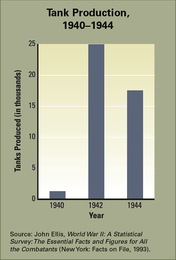 Tank Production,
1940–1944
Tanks Produced (in thousands)
25
20
15
10
5
0
1940
1942
1944
Year
Source: John Ellis, World War II: A Statistical
Survey: The Essential Facts and Figures for All
the Combatants (New York: Facts on File, 1993).